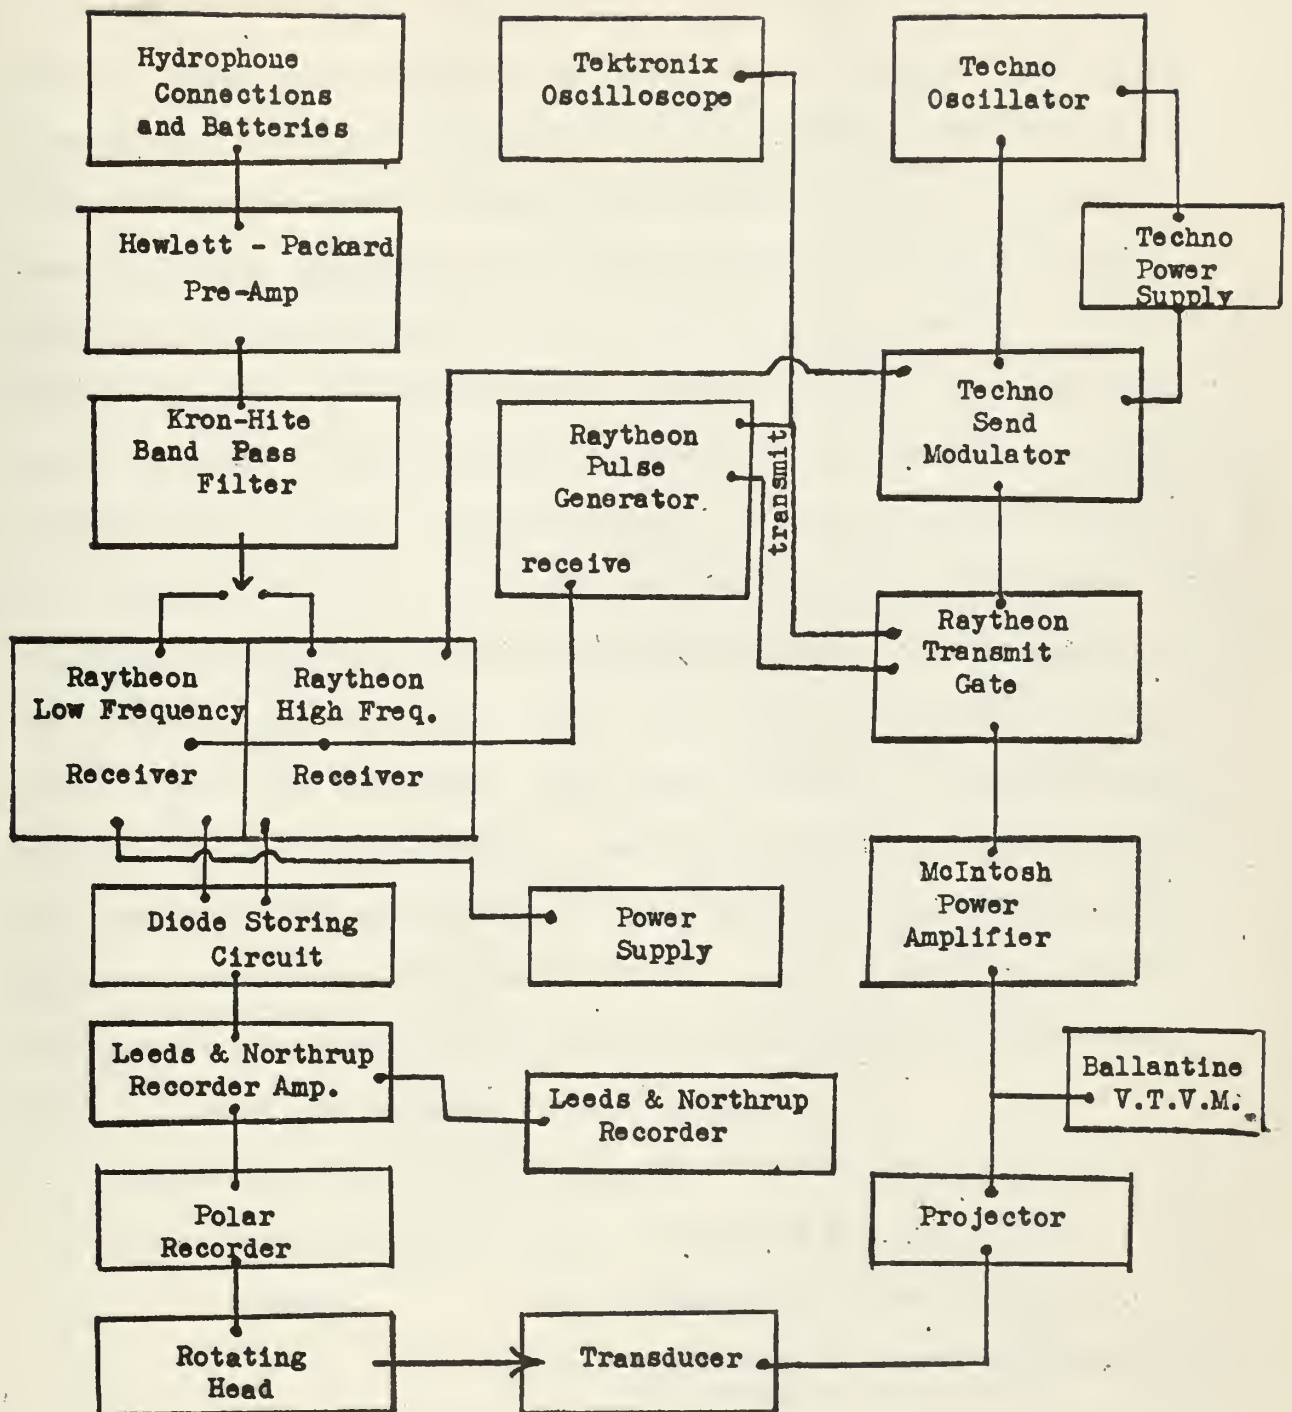 Hydrophone
Connections
and Batteries
Tektronix
Oscilloscope
Techno
Oscillator
Hewlett - Packard
Pre-Amp
Techno
Power
Supply
Kron-Hite
Band Pass
Filter
Raytheon
Pulse
Generator
receive
transmit
Techno
Send
Modulator
Raytheon
Low Frequency
Receiver
Raytheon
High Freq.
Receiver
Raytheon
Transmit
Gate
Diode Storing
Circuit
Power
Supply
McIntosh
Power
Amplifier
Leeds & Northrup
Recorder Amp.
Leeds & Northrup
Recorder
Ballantine
V.T.V.M.
Polar
Recorder
Projector
Rotating
Head
Transducer